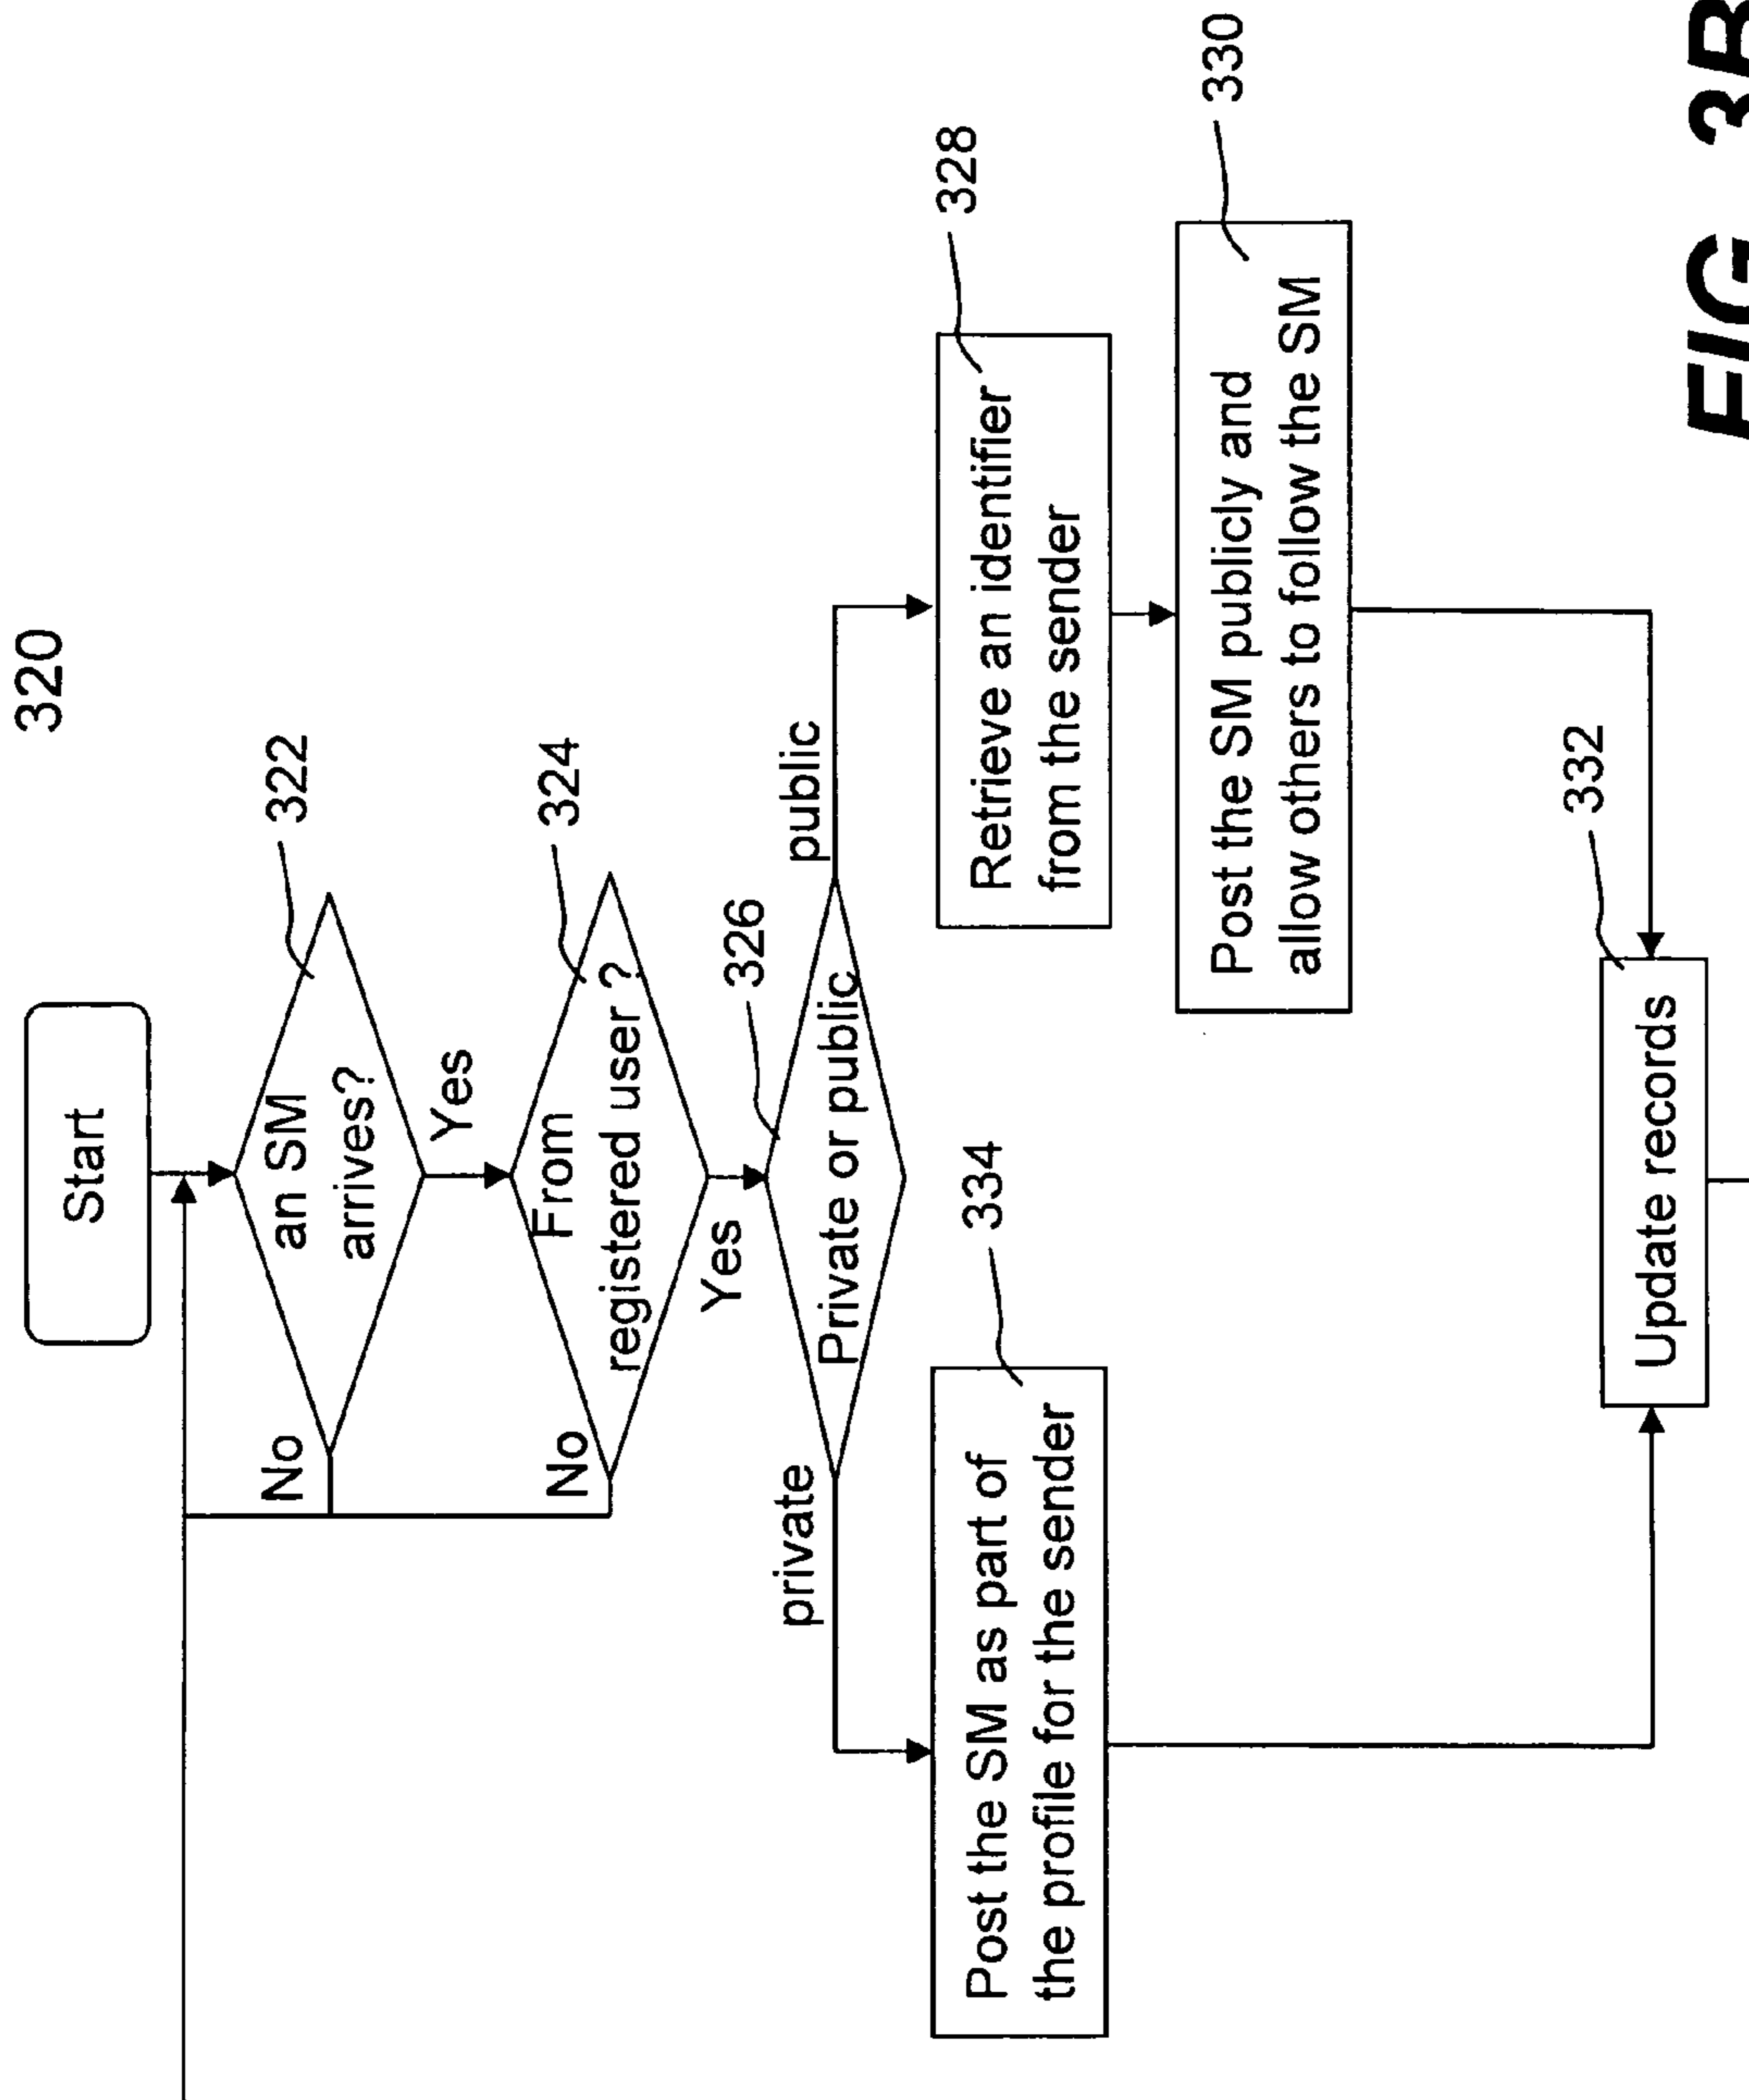 320
Start
322
an SM
arrives?
No
Yes
324
From
registered user ?
No
Yes
326
Private or public
private
public
334
Post the SM as part of
the profile for the sender
328
Retrieve an identifier
from the sender
330
Post the SM publicly and
allow others to follow the SM
332
Update records
FIG. 3B